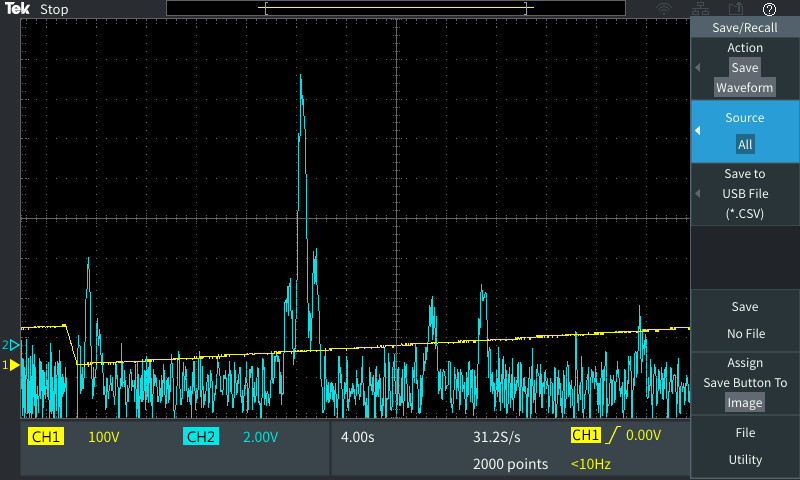 Tek Stop
Save/Recall
Action
Save
Waveform
Source
All
Save to
USB File
(*.CSV)
2
1
Save
No File
Assign
Save Button To
Image
File
Utility
CH1 100V CH2 2.00V 4.00s 31.2S/s CH1 0.00V
2000 points <10Hz